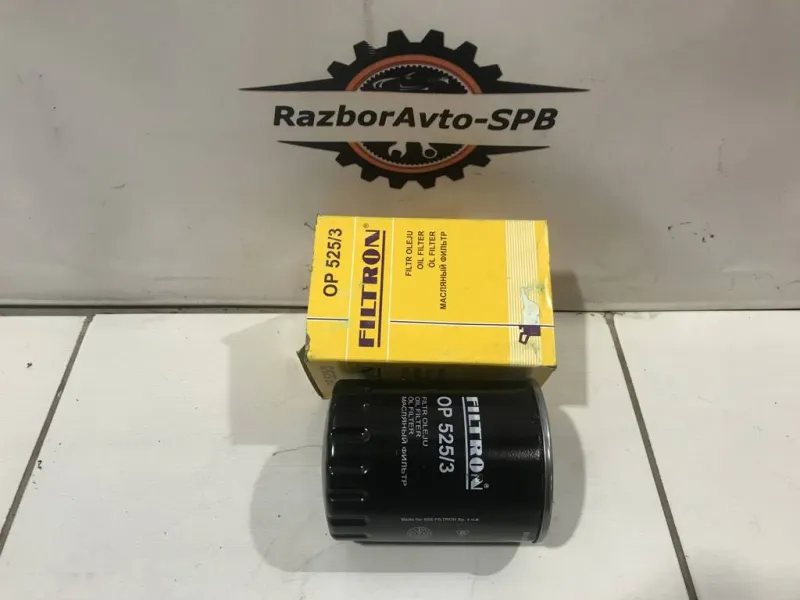 RazborAvto-SPB
OP 525/3
FILTRON®
FILTR OLEJU
OIL FILTER
ÖL FILTER
МАСЛЯНЫЙ ФИЛЬТР
FILTRON®
OP 525/3
FILTR OLEJU
OIL FILTER
ÖL FILTER
МАСЛЯНЫЙ ФИЛЬТР